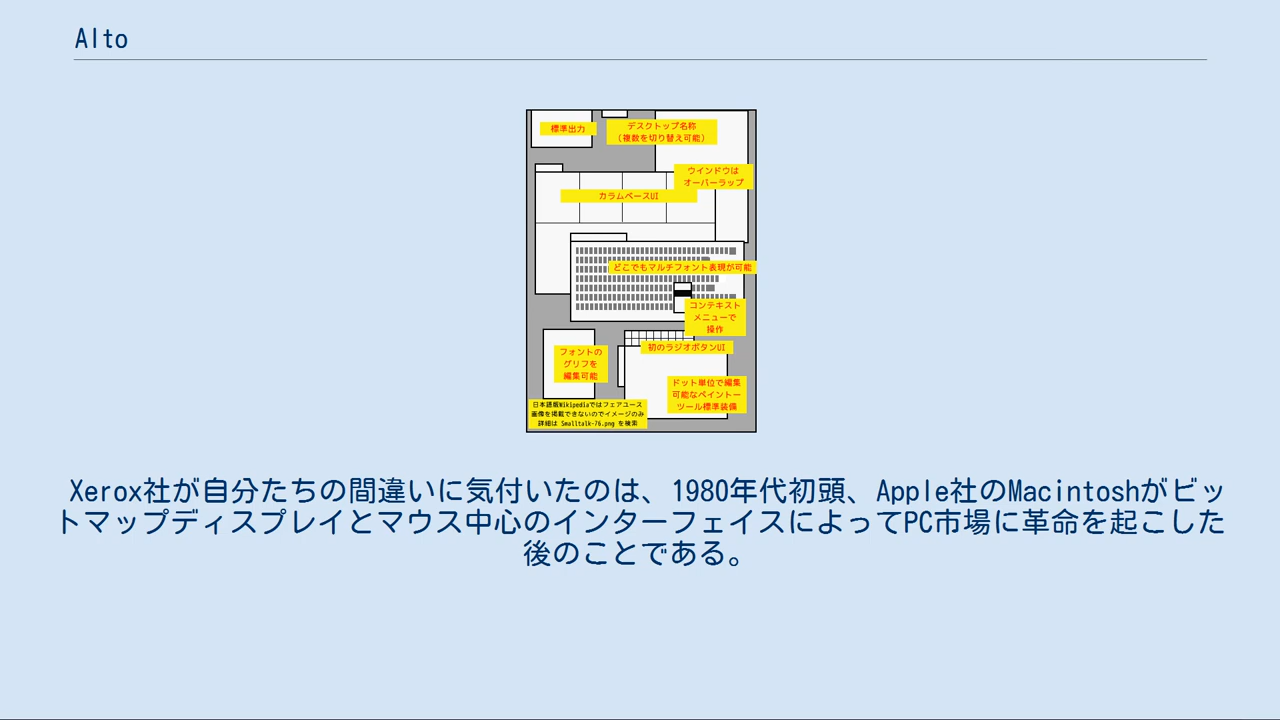 Alto
標準出力
デスクトップ名称
（複数を切り替え可能）
ウインドウは
オーバーラップ
カラムベースUI
どこでもマルチフォント表現が可能
コンテキスト
メニューで
操作
初のラジオボタンUI
フォントの
グリフを
編集可能
ドット単位で編集
可能なペイントー
ツール標準装備
日本語版Wikipediaではフェアユース
画像を掲載できないのでイメージのみ
詳細は Smalltalk-76.png を検索
Xerox社が自分たちの間違いに気付いたのは、1980年代初頭、Apple社のMacintoshがビッ
トマップディスプレイとマウス中心のインターフェイスによってPC市場に革命を起こした
後のことである。